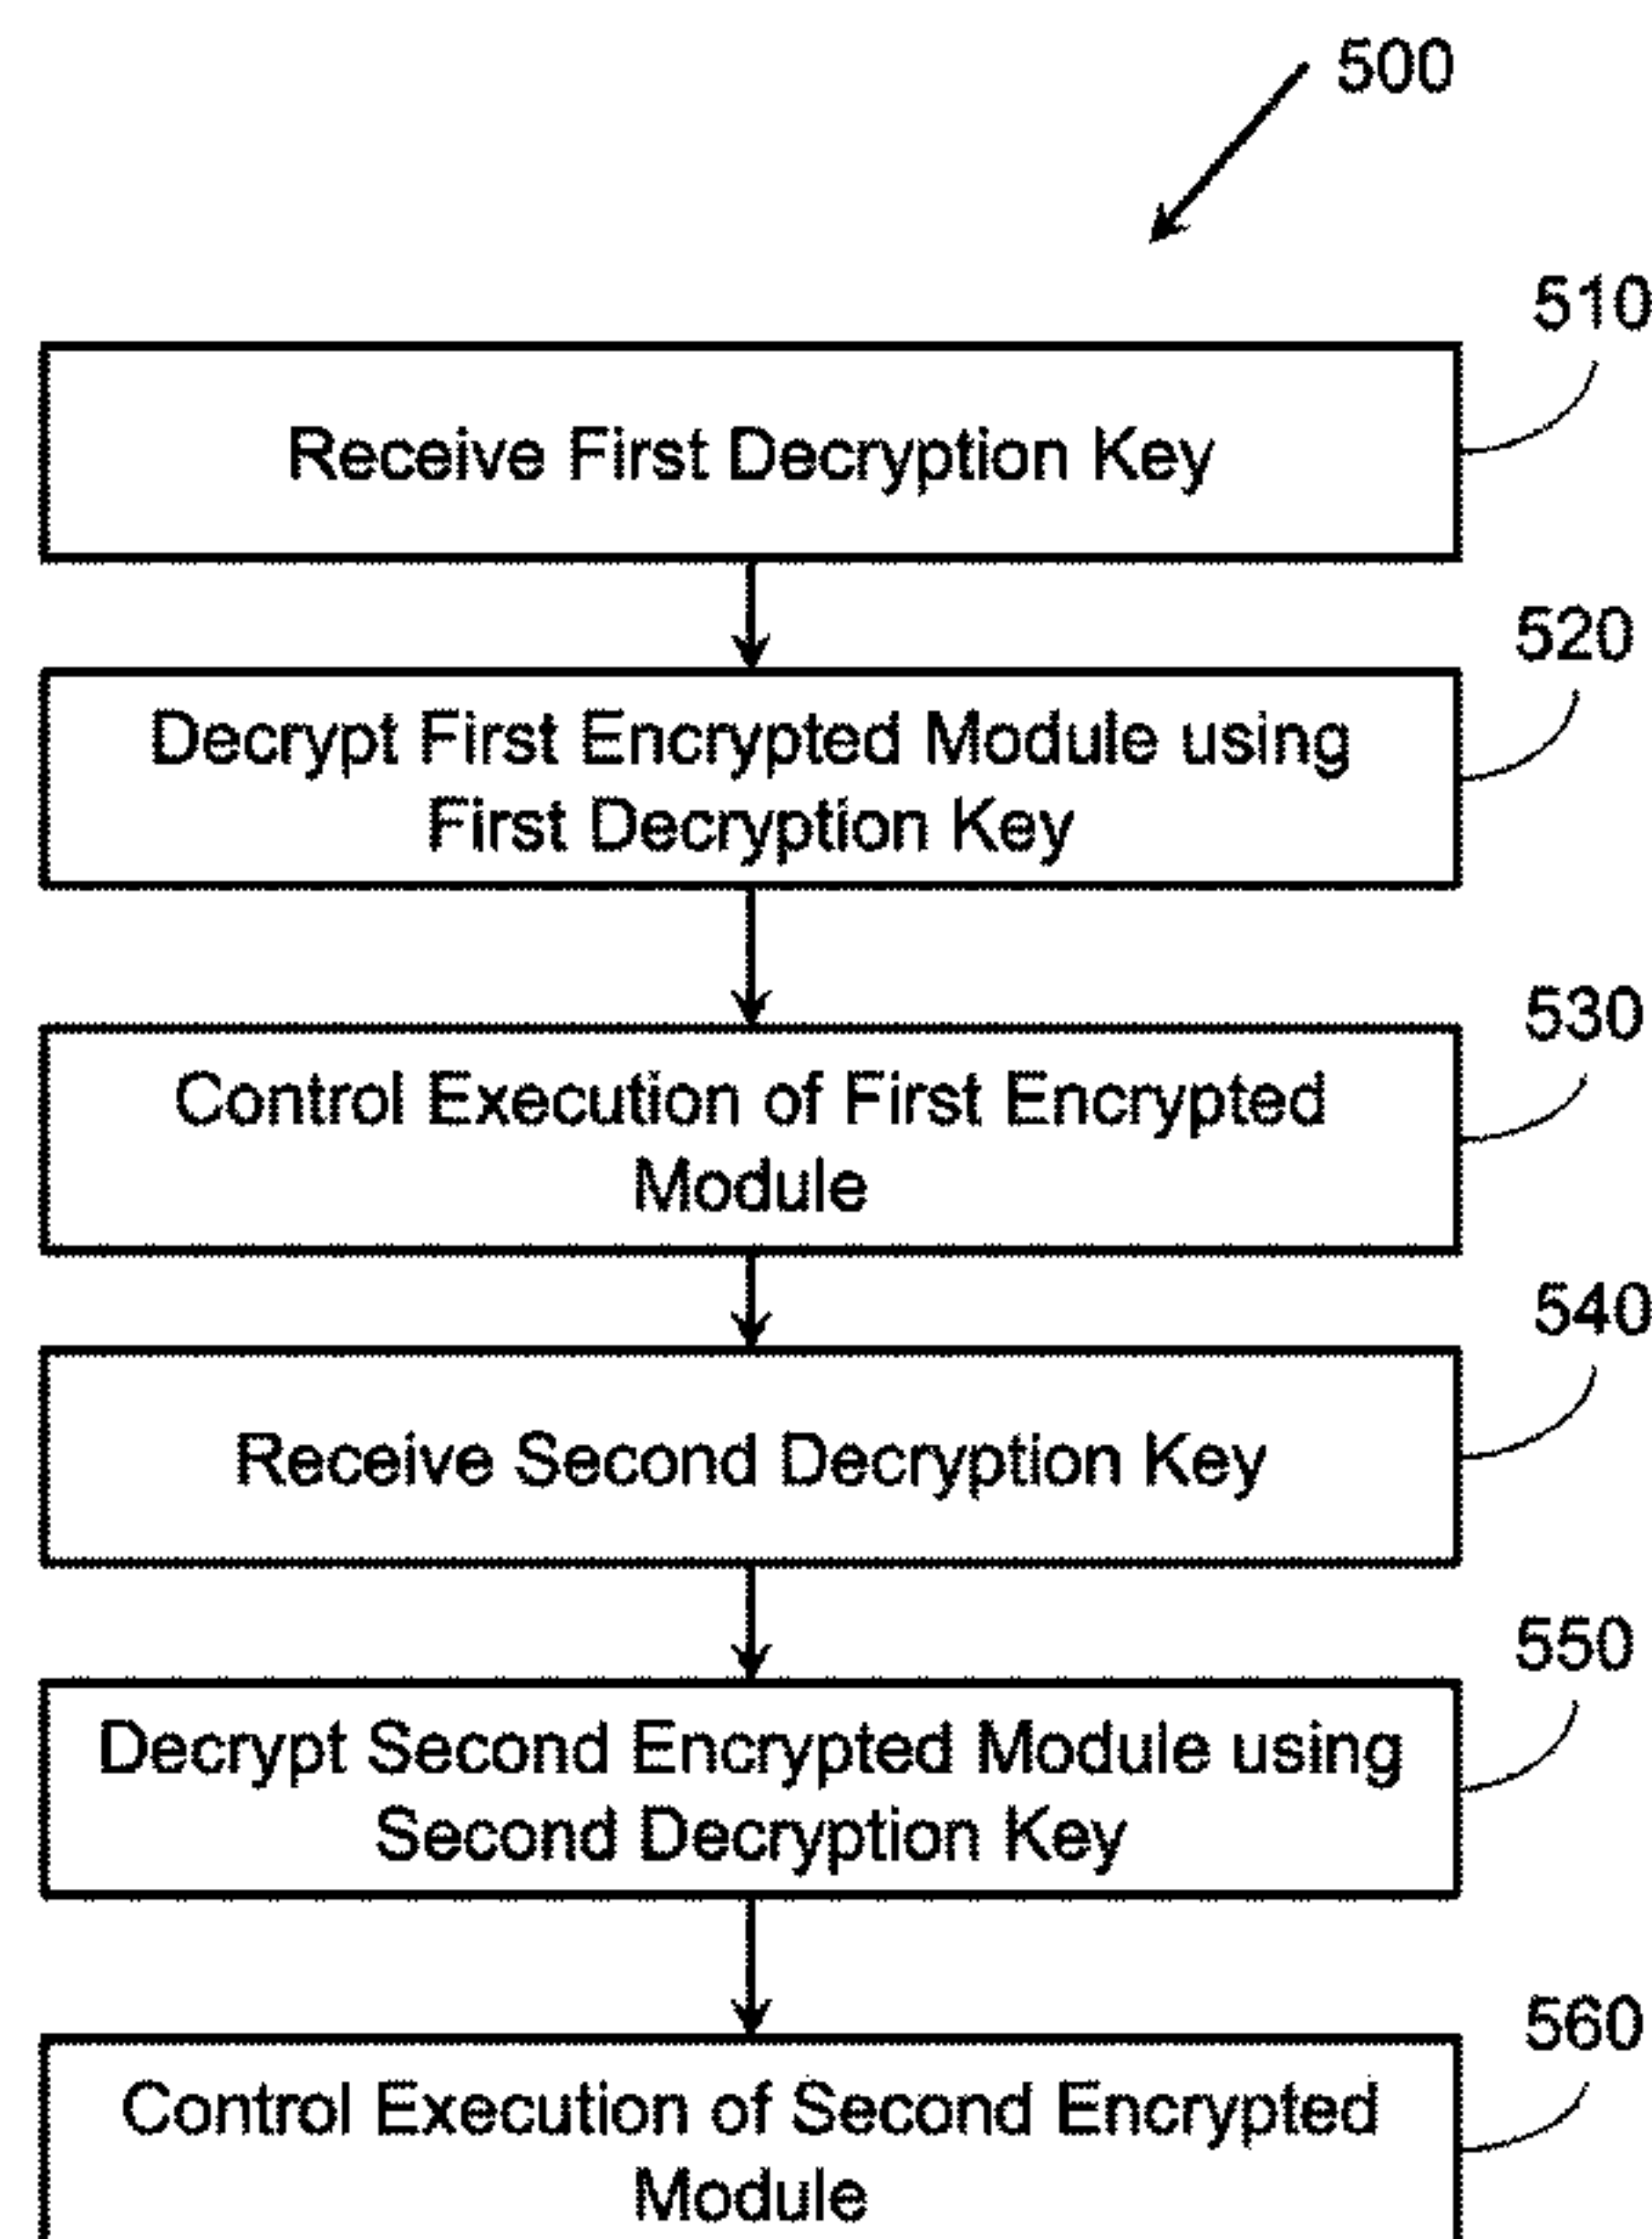 500
510
Receive First Decryption Key
520
Decrypt First Encrypted Module using
First Decryption Key
530
Control Execution of First Encrypted
Module
540
Receive Second Decryption Key
550
Decrypt Second Encrypted Module using
Second Decryption Key
560
Control Execution of Second Encrypted
Module